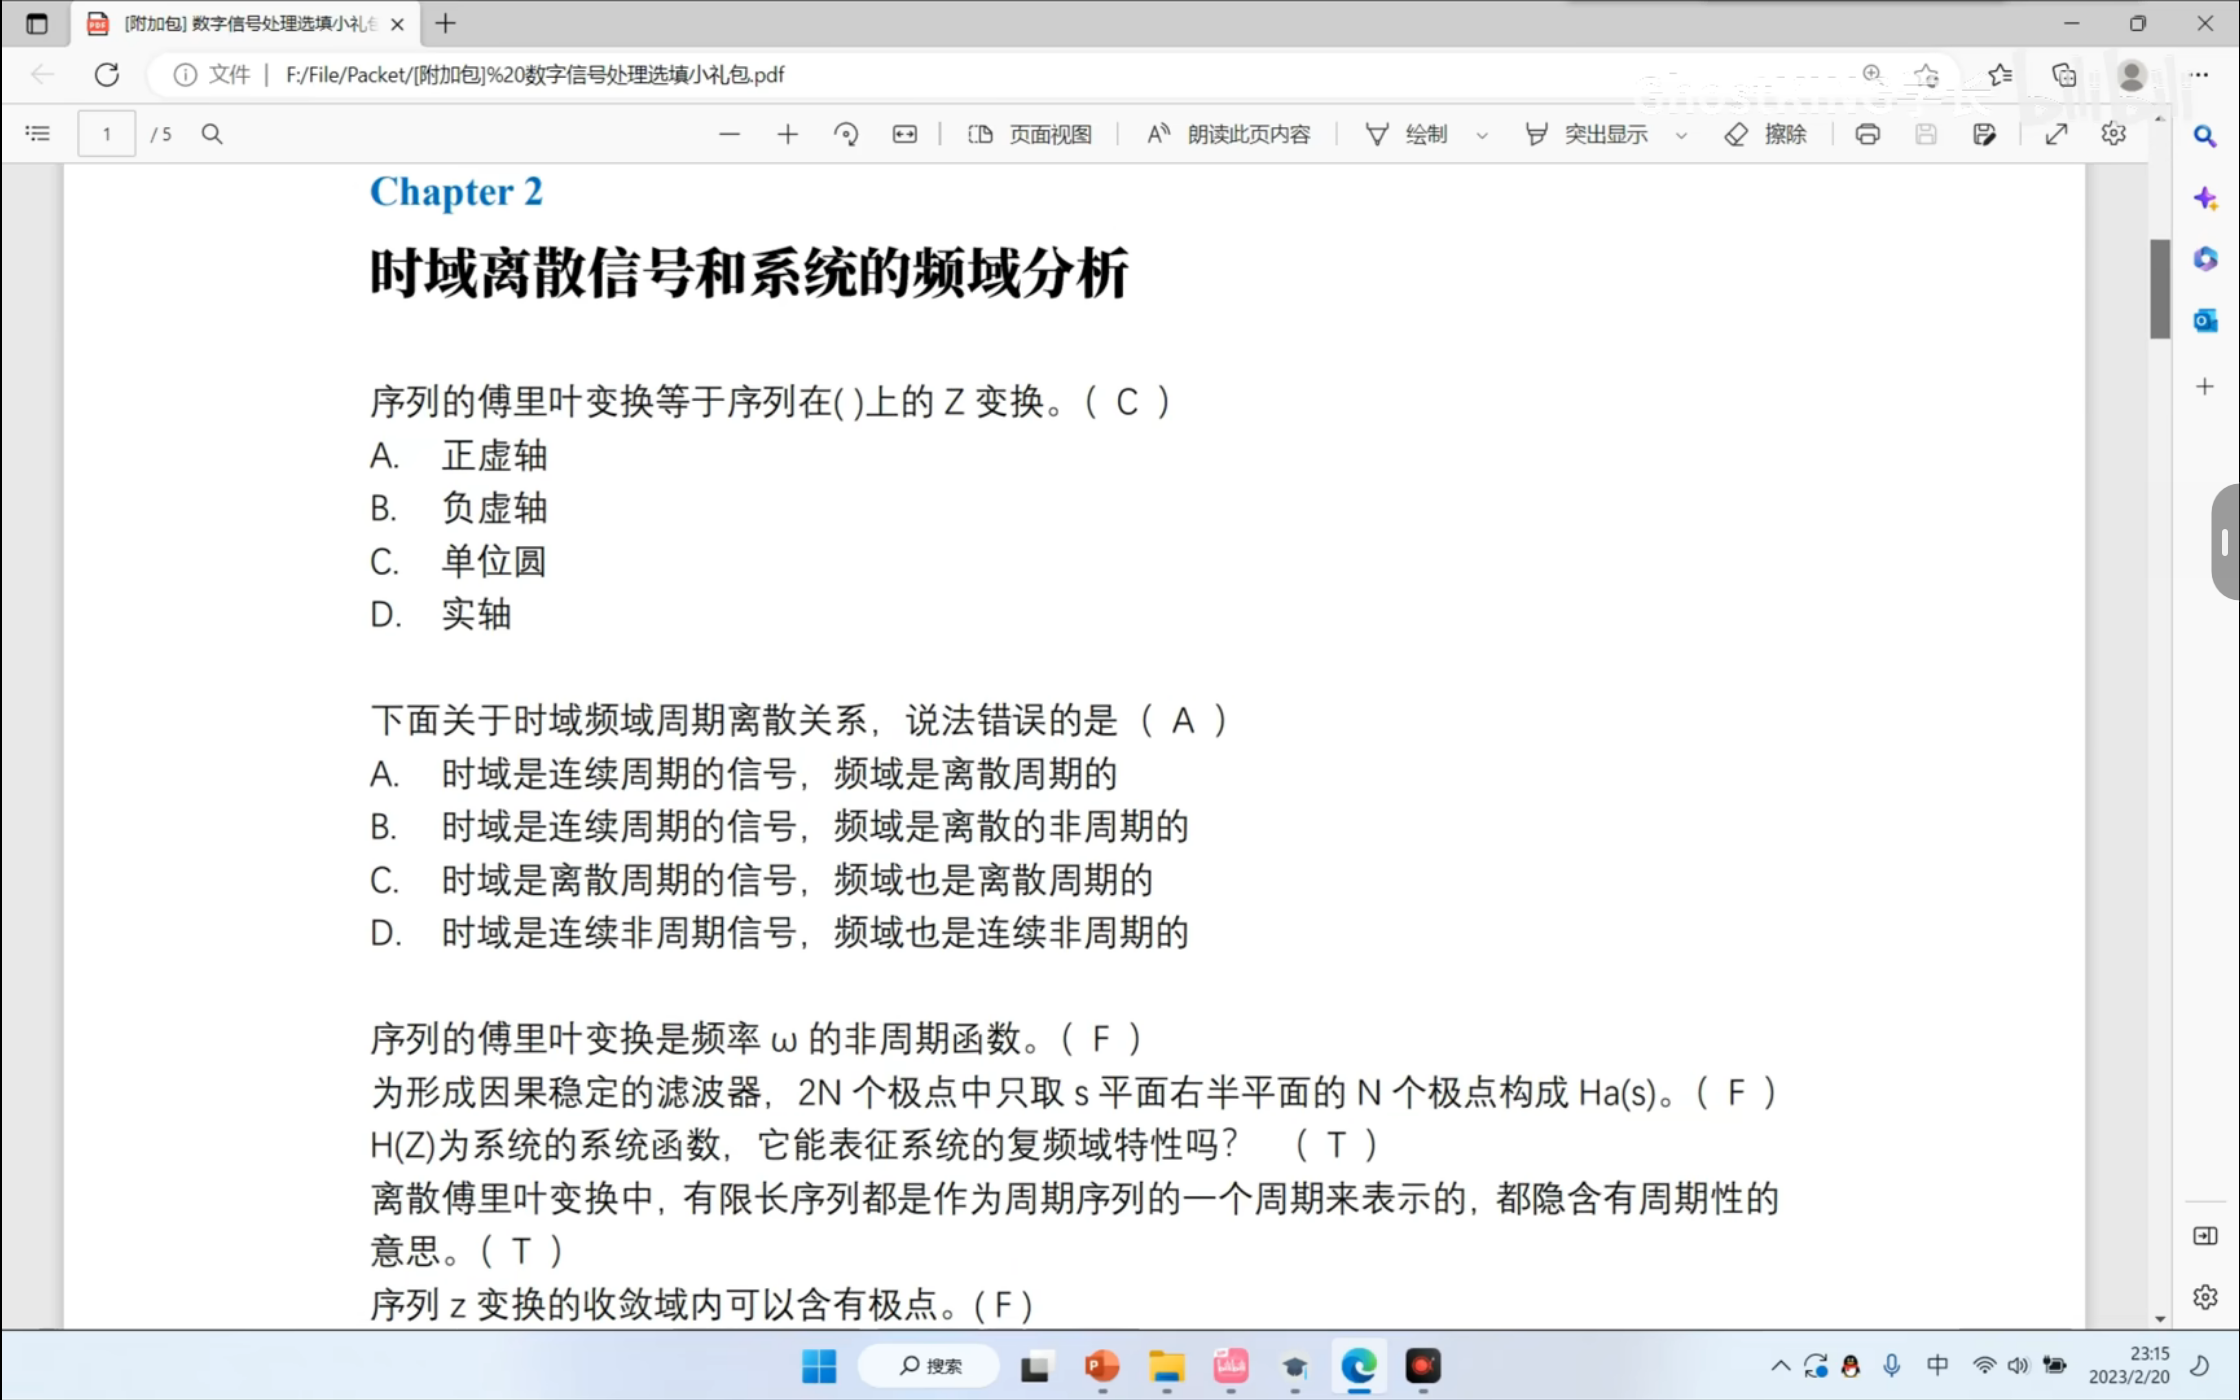 [附加包] 数字信号处理选填小礼包
文件 | F:/File/Packet/[附加包]%20数字信号处理选填小礼包.pdf
1 / 5
页面视图 朗读此页内容 绘制 突出显示 擦除
Chapter 2
时域离散信号和系统的频域分析
序列的傅里叶变换等于序列在( )上的 Z 变换。（ C ）
A. 正虚轴
B. 负虚轴
C. 单位圆
D. 实轴
下面关于时域频域周期离散关系，说法错误的是（ A ）
A. 时域是连续周期的信号，频域是离散周期的
B. 时域是连续周期的信号，频域是离散的非周期的
C. 时域是离散周期的信号，频域也是离散周期的
D. 时域是连续非周期信号，频域也是连续非周期的
序列的傅里叶变换是频率 ω 的非周期函数。（ F ）
为形成因果稳定的滤波器，2N 个极点中只取 s 平面右半平面的 N 个极点构成 Ha(s)。（ F ）
H(Z)为系统的系统函数，它能表征系统的复频域特性吗？ （ T ）
离散傅里叶变换中，有限长序列都是作为周期序列的一个周期来表示的，都隐含有周期性的
意思。（ T ）
序列 z 变换的收敛域内可以含有极点。( F )
搜索
中
23:15
2023/2/20